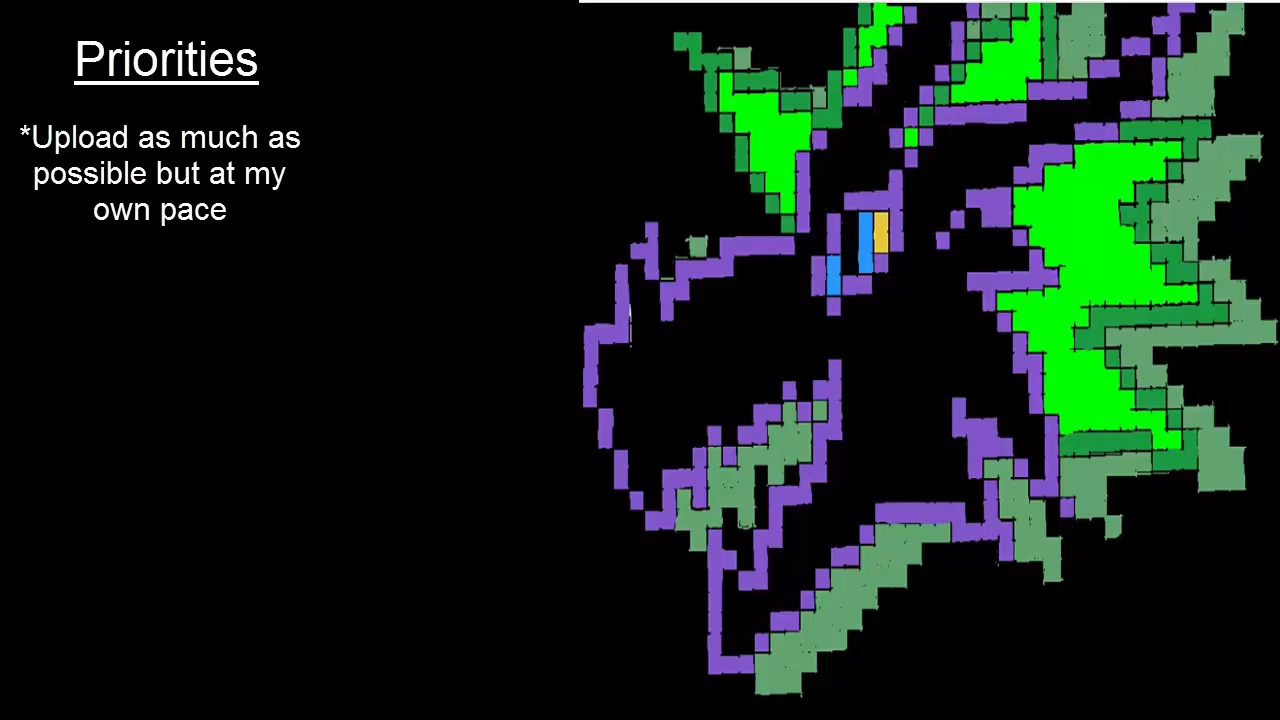 Priorities
*Upload as much as
possible but at my
own pace